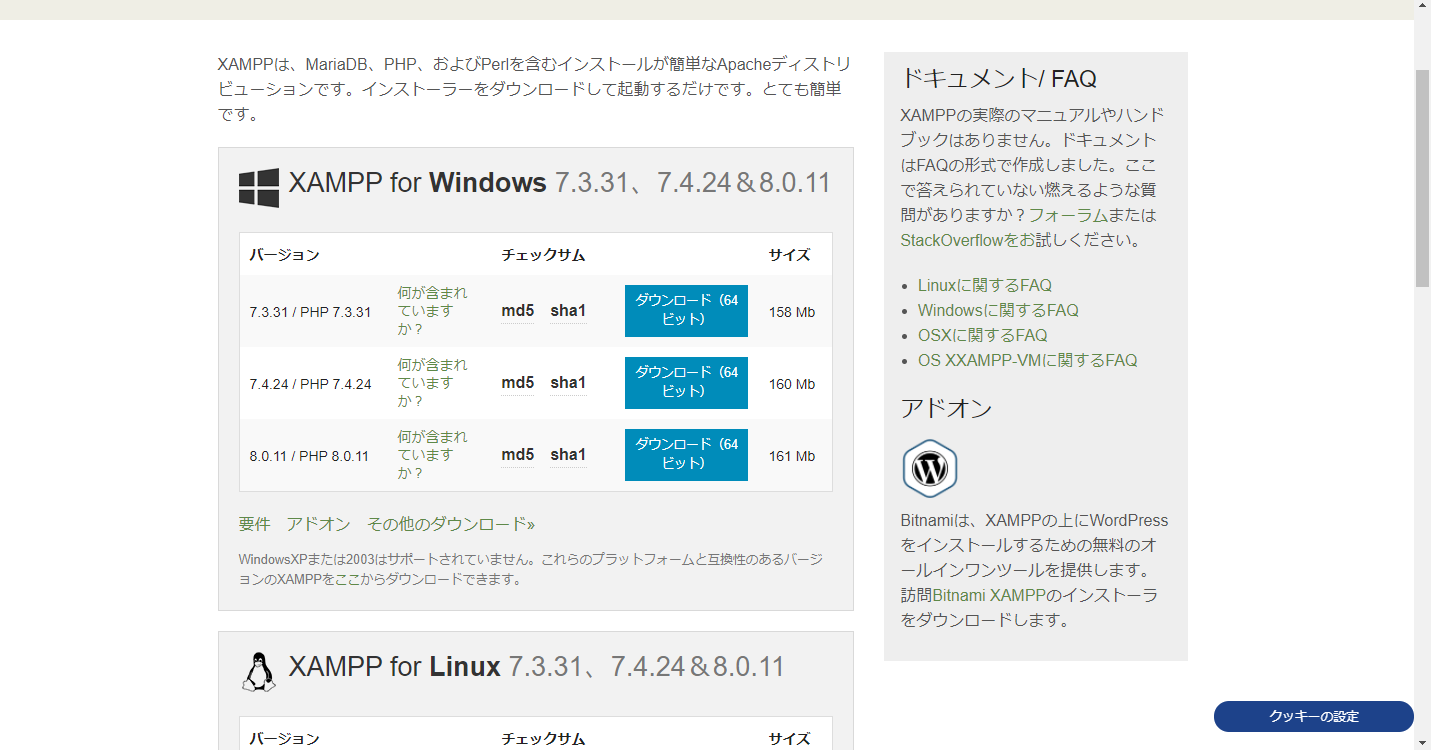 XAMPPは、MariaDB、PHP、およびPerlを含むインストールが簡単なApacheディストリ
ビューションです。インストーラーをダウンロードして起動するだけです。とても簡単
です。
XAMPP for Windows 7.3.31、7.4.24＆8.0.11
バージョン チェックサム サイズ
7.3.31 / PHP 7.3.31 何が含まれ
ています
か？ md5 sha1 ダウンロード（64
ビット） 158 Mb
7.4.24 / PHP 7.4.24 何が含まれ
ています
か？ md5 sha1 ダウンロード（64
ビット） 160 Mb
8.0.11 / PHP 8.0.11 何が含まれ
ています
か？ md5 sha1 ダウンロード（64
ビット） 161 Mb
要件 アドオン その他のダウンロード»
WindowsXPまたは2003はサポートされていません。これらのプラットフォームと互換性のあるバージ
ョンのXAMPPをここからダウンロードできます。
XAMPP for Linux 7.3.31、7.4.24＆8.0.11
バージョン チェックサム サイズ
ドキュメント/ FAQ
XAMPPの実際のマニュアルやハンド
ブックはありません。ドキュメント
はFAQの形式で作成しました。ここ
で答えられていない燃えるような質
問がありますか？フォーラムまたは
StackOverflowをお試しください。
Linuxに関するFAQ
Windowsに関するFAQ
OSXに関するFAQ
OS XXAMPP-VMに関するFAQ
アドオン
Bitnamiは、XAMPPの上にWordPress
をインストールするための無料のオ
ールインワンツールを提供します。
訪問Bitnami XAMPPのインストーラ
をダウンロードします。
クッキーの設定